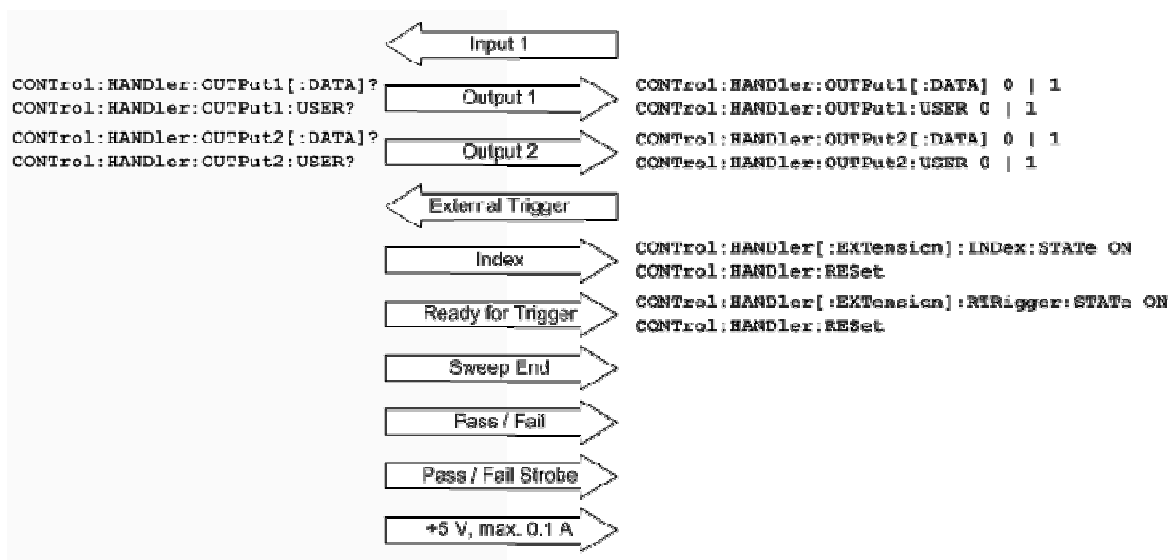 Input 1
CONTrol:HANDler:OUTPut1[:DATA]?
CONTrol:HANDler:OUTPut1:USER?
Output 1
CONTrol:HANDler:OUTPut1[:DATA] 0 | 1
CONTrol:HANDler:OUTPut1:USER 0 | 1
CONTrol:HANDler:OUTPut2[:DATA]?
CONTrol:HANDler:OUTPut2:USER?
Output 2
CONTrol:HANDler:OUTPut2[:DATA] 0 | 1
CONTrol:HANDler:OUTPut2:USER 0 | 1
External Trigger
Index
CONTrol:HANDler[:EXTension]:INDex:STATe ON
CONTrol:HANDler:RESet
Ready for Trigger
CONTrol:HANDler[:EXTension]:RTRigger:STATe ON
CONTrol:HANDler:RESet
Sweep End
Pass / Fail
Pass / Fail Strobe
+5 V, max. 0.1 A